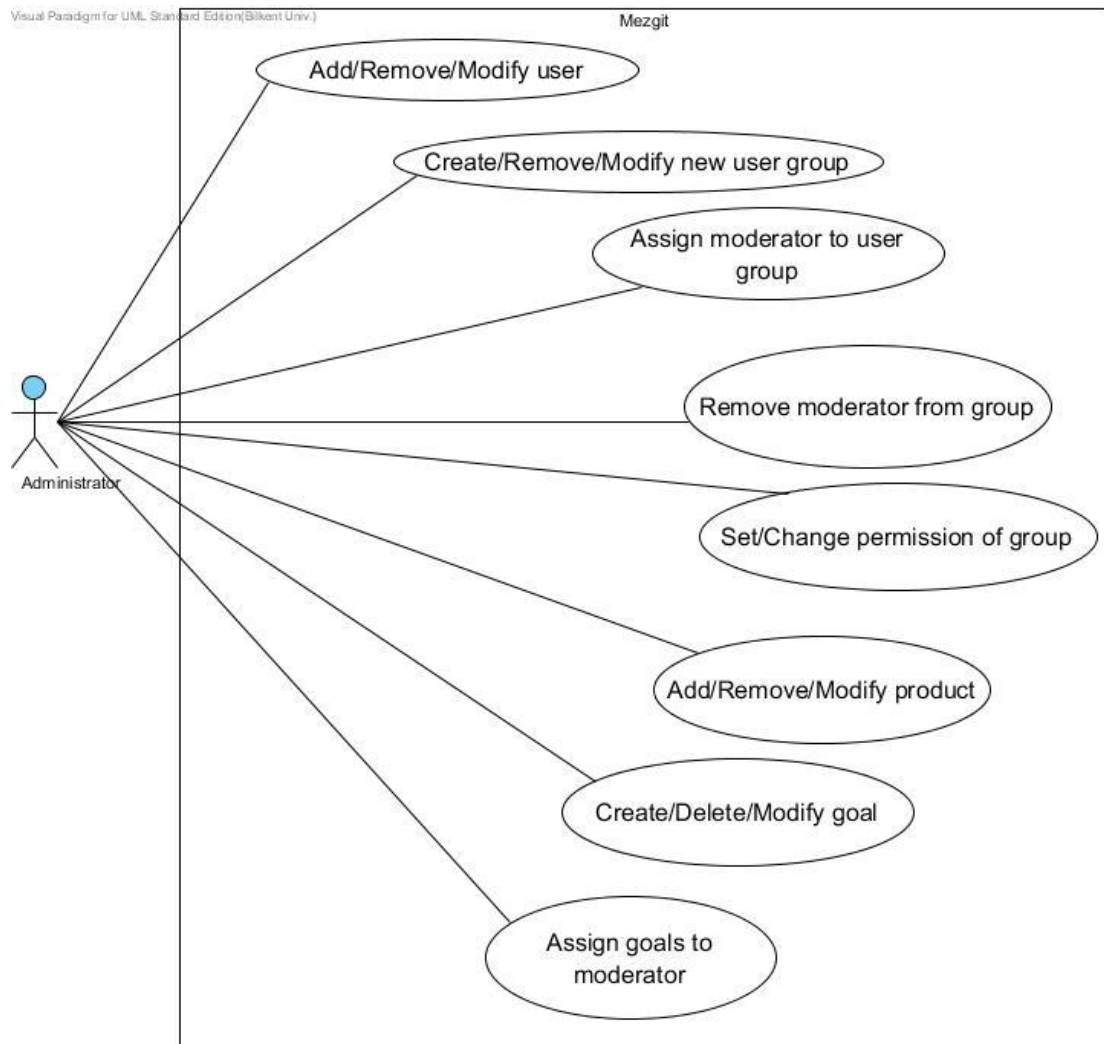 Visual Paradigm for UML Standard Edition(Bilkent Univ.)
Mezgit
Add/Remove/Modify user
Create/Remove/Modify new user group
Assign moderator to user
group
Remove moderator from group
Administrator
Set/Change permission of group
Add/Remove/Modify product
Create/Delete/Modify goal
Assign goals to
moderator